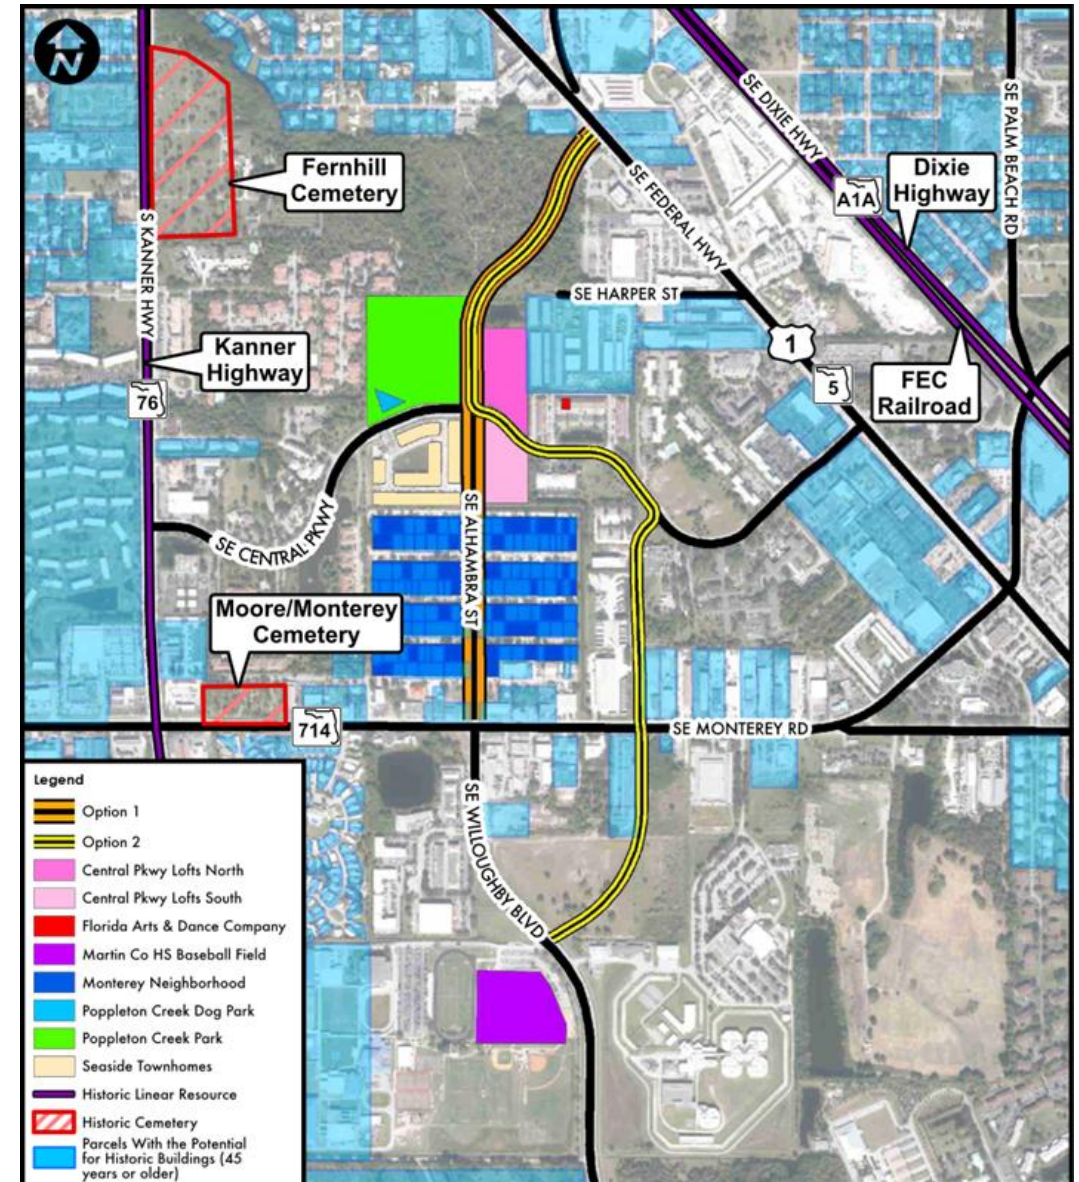 N
SE DIXIE HWY
SE PALM BEACH RD
Fernhill
Cemetery
Dixie
Highway
A1A
SE FEDERAL HWY
S KANNER HWY
SE HARPER ST
1
Kanner
Highway
76
5
FEC
Railroad
SE ALHAMBRA ST
SE CENTRAL PKWY
Moore/Monterey
Cemetery
714
SE MONTEREY RD
SE WILLOUGHBY BLVD
Legend
Option 1
Option 2
Central Pkwy Lofts North
Central Pkwy Lofts South
Florida Arts & Dance Company
Martin Co HS Baseball Field
Monterey Neighborhood
Poppleton Creek Dog Park
Poppleton Creek Park
Seaside Townhomes
Historic Linear Resource
Historic Cemetery
Parcels With the Potential
for Historic Buildings (45
years or older)